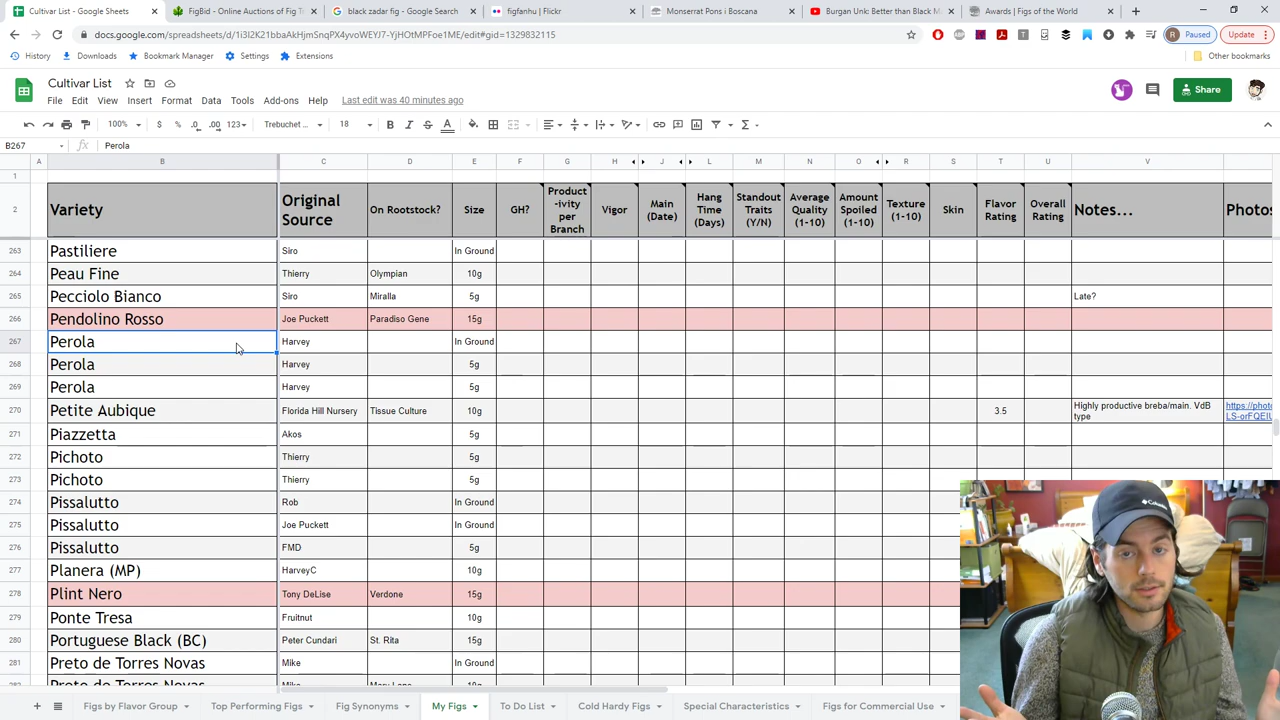 Cultivar List - Google Sheets
FigBid - Online Auctions of Fig T
black zadar fig - Google Search
figfanhu | Flickr
Monserrat Pons i Boscana
Burgan Unk: Better than Black M
Awards | Figs of the World
docs.google.com/spreadsheets/d/1i3I2K21bbaAkHjmSnqPX4yvoWEYJ7-YjHOtMPFoe1ME/edit#gid=1329832115
Paused
Update
History
Downloads
Bookmark Manager
Settings
Extensions
Other bookmarks
Cultivar List
File Edit View Insert Format Data Tools Add-ons Help Last edit was 40 minutes ago
Share
100% $ % .0 .00 123 Trebuchet ... 18 B I S A
B267 fx Perola
A B C D E F G H J L M N O R S T U V
1
2 Variety Original Source On Rootstock? Size GH? Product-ivity per Branch Vigor Main (Date) Hang Time (Days) Standout Traits (Y/N) Average Quality (1-10) Amount Spoiled (1-10) Texture (1-10) Skin Flavor Rating Overall Rating Notes... Photos
263 Pastiliere Siro In Ground
264 Peau Fine Thierry Olympian 10g
265 Pecciolo Bianco Siro Miralla 5g Late?
266 Pendolino Rosso Joe Puckett Paradiso Gene 15g
267 Perola Harvey In Ground
268 Perola Harvey 5g
269 Perola Harvey 5g
270 Petite Aubique Florida Hill Nursery Tissue Culture 10g 3.5 Highly productive breba/main. VdB type https://phot LS-orFQEIU
271 Piazzetta Akos 5g
272 Pichoto Thierry 5g
273 Pichoto Thierry 5g
274 Pissalutto Rob In Ground
275 Pissalutto Joe Puckett In Ground
276 Pissalutto FMD 5g
277 Planera (MP) HarveyC 10g
278 Plint Nero Tony DeLise Verdone 15g
279 Ponte Tresa Fruitnut 10g
280 Portuguese Black (BC) Peter Cundari St. Rita 15g
281 Preto de Torres Novas Mike In Ground
Preto de Torres Novas Mike Mary Lane
Columbia
Figs by Flavor Group Top Performing Figs Fig Synonyms My Figs To Do List Cold Hardy Figs Special Characteristics Figs for Commercial Use